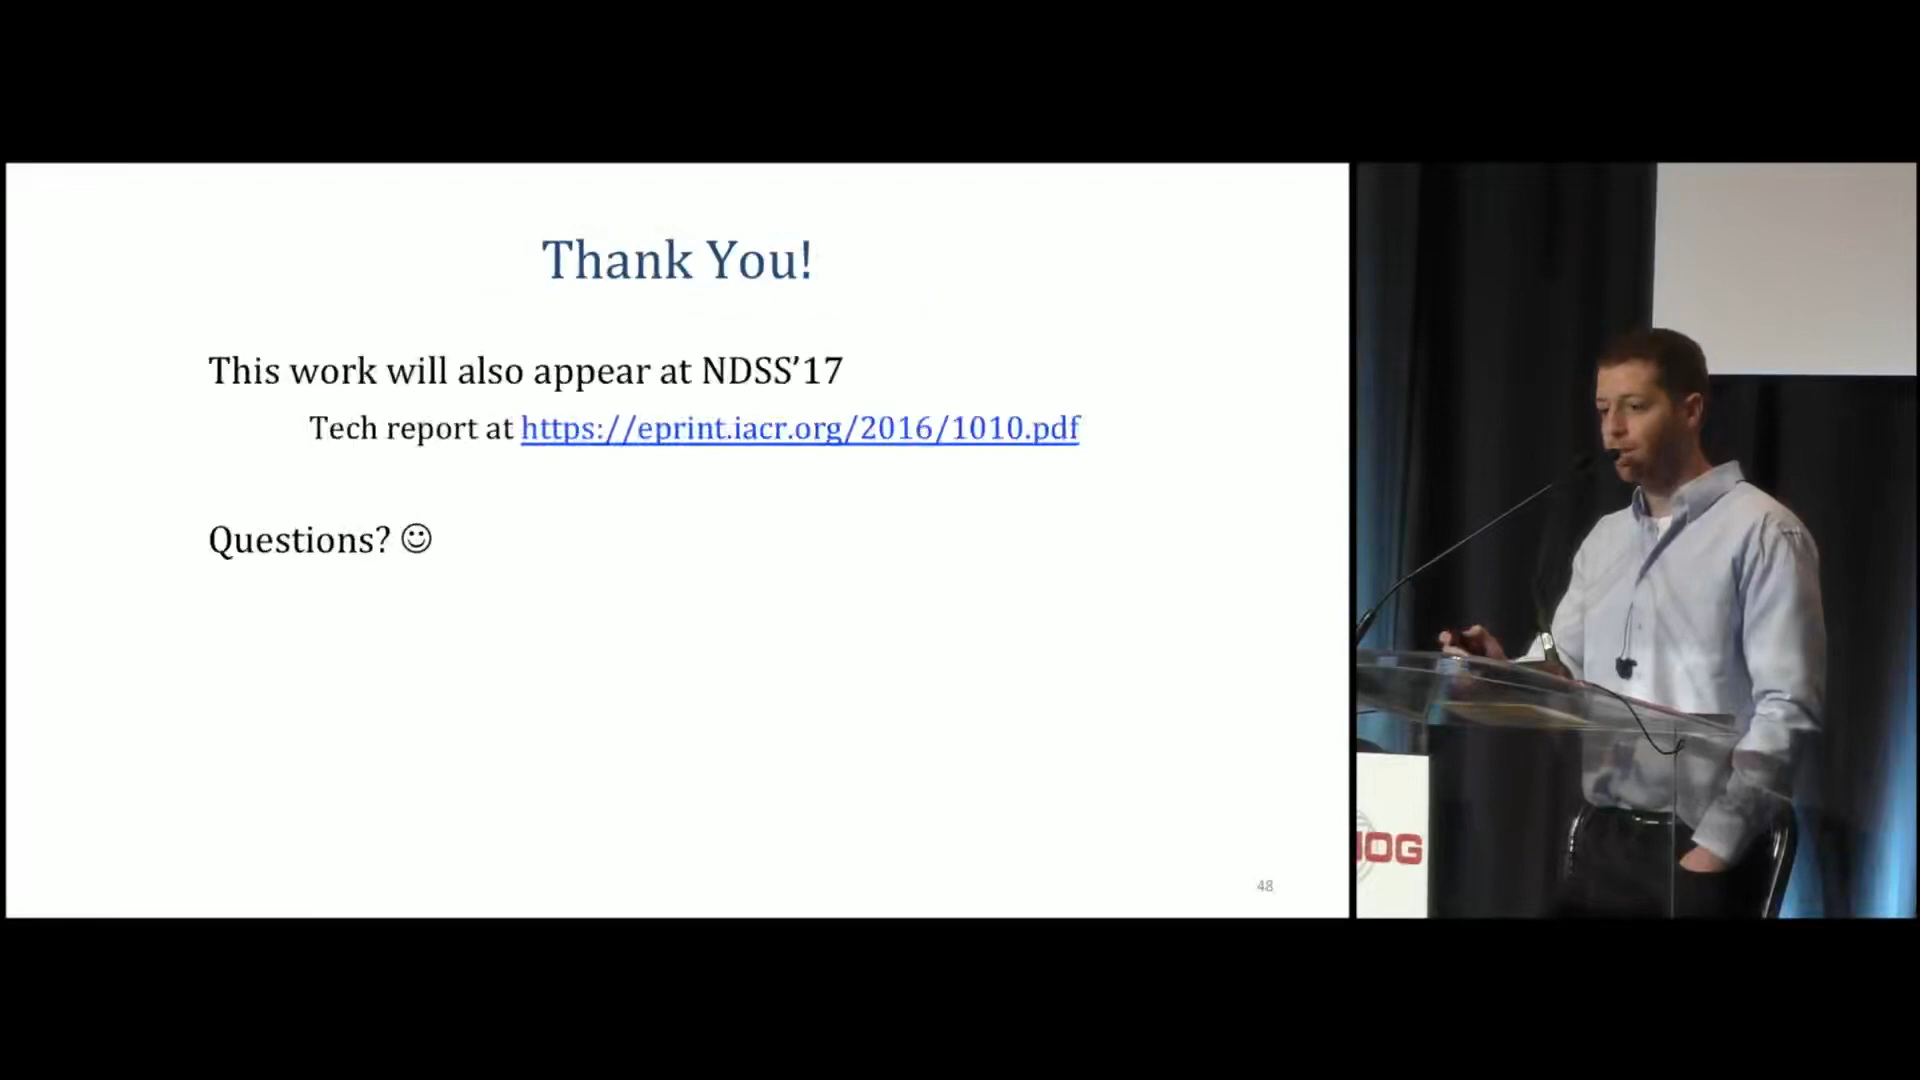 Thank You!
This work will also appear at NDSS’17
Tech report at https://eprint.iacr.org/2016/1010.pdf
Questions? ☺
48
OG